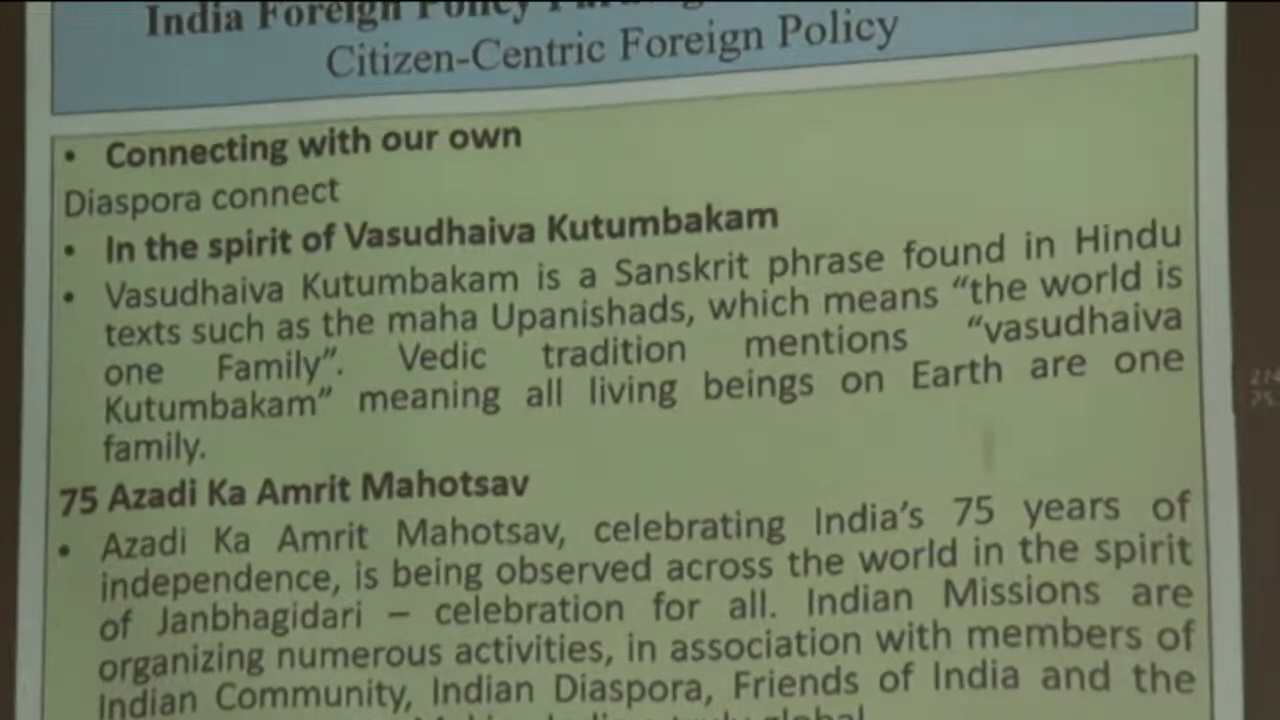 India Foreign Policy
Citizen-Centric Foreign Policy
• Connecting with our own
Diaspora connect
• In the spirit of Vasudhaiva Kutumbakam
• Vasudhaiva Kutumbakam is a Sanskrit phrase found in Hindu
texts such as the maha Upanishads, which means “the world is
one Family”. Vedic tradition mentions “vasudhaiva
Kutumbakam” meaning all living beings on Earth are one
family.
75 Azadi Ka Amrit Mahotsav
• Azadi Ka Amrit Mahotsav, celebrating India’s 75 years of
independence, is being observed across the world in the spirit
of Janbhagidari – celebration for all. Indian Missions are
organizing numerous activities, in association with members of
Indian Community, Indian Diaspora, Friends of India and the
truly global